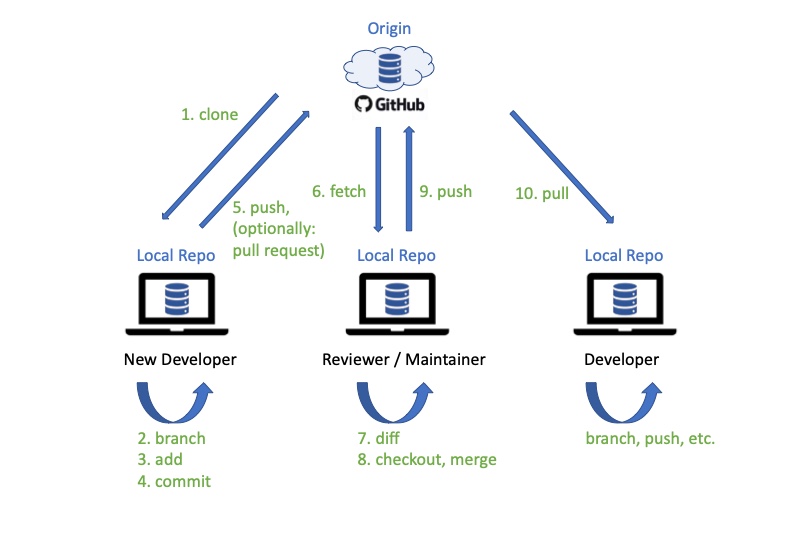 Origin
GitHub
1. clone
5. push,
(optionally:
pull request)
6. fetch
9. push
10. pull
Local Repo
Local Repo
Local Repo
New Developer
Reviewer / Maintainer
Developer
2. branch
3. add
4. commit
7. diff
8. checkout, merge
branch, push, etc.